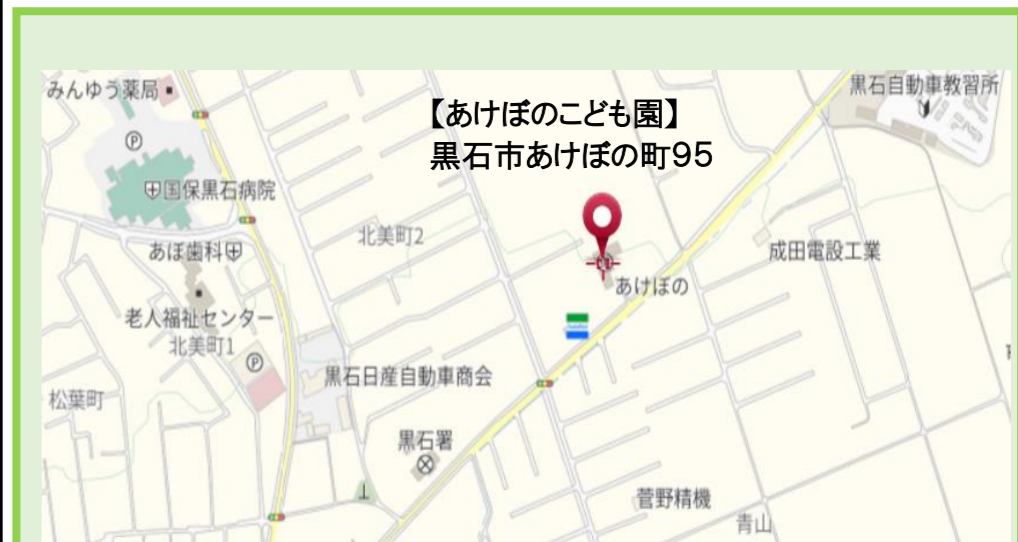 みんゆう薬局
【あけぼのこども園】
黒石市あけぼの町95
黒石自動車教習所
P
国保黒石病院
北美町2
あぼ歯科
成田電設工業
あけぼの
老人福祉センター
北美町1
P
黒石日産自動車商会
松葉町
黒石署
菅野精機
青山